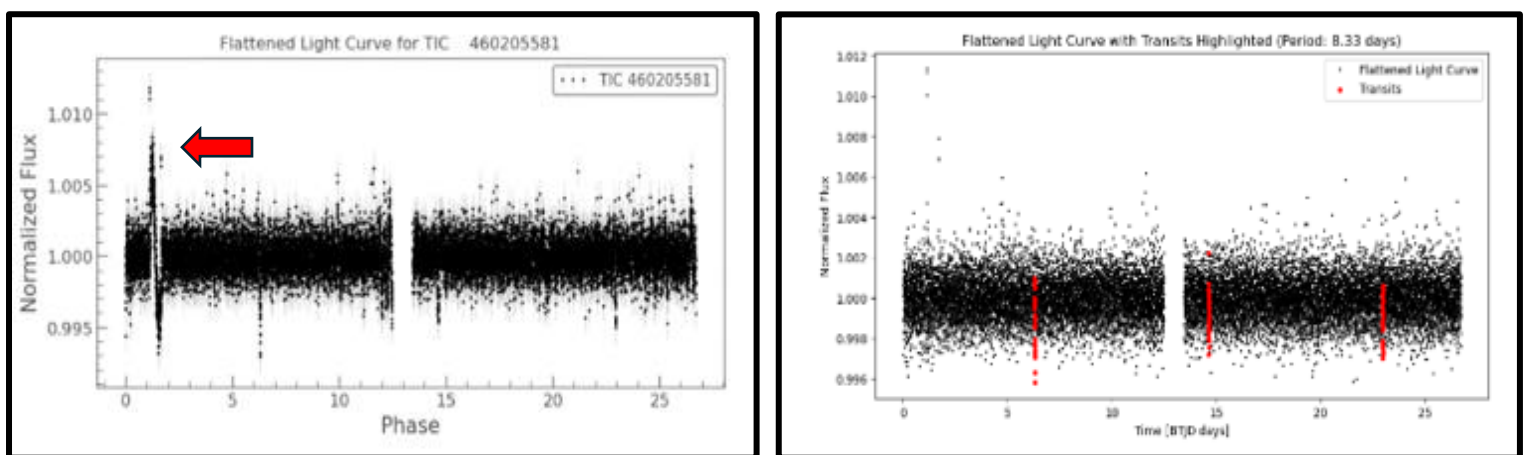 Flattened Light Curve for TIC 460205581
TIC 460205581
1.010
1.005
1.000
0.995
Normalized Flux
0 5 10 15 20 25
Phase
Flattened Light Curve with Transits Highlighted (Period: 8.33 days)
Flattened Light Curve
Transits
1.012
1.010
1.008
1.006
1.004
1.002
1.000
0.998
0.996
Normalized Flux
0 5 10 15 20 25
Time [BTJD days]